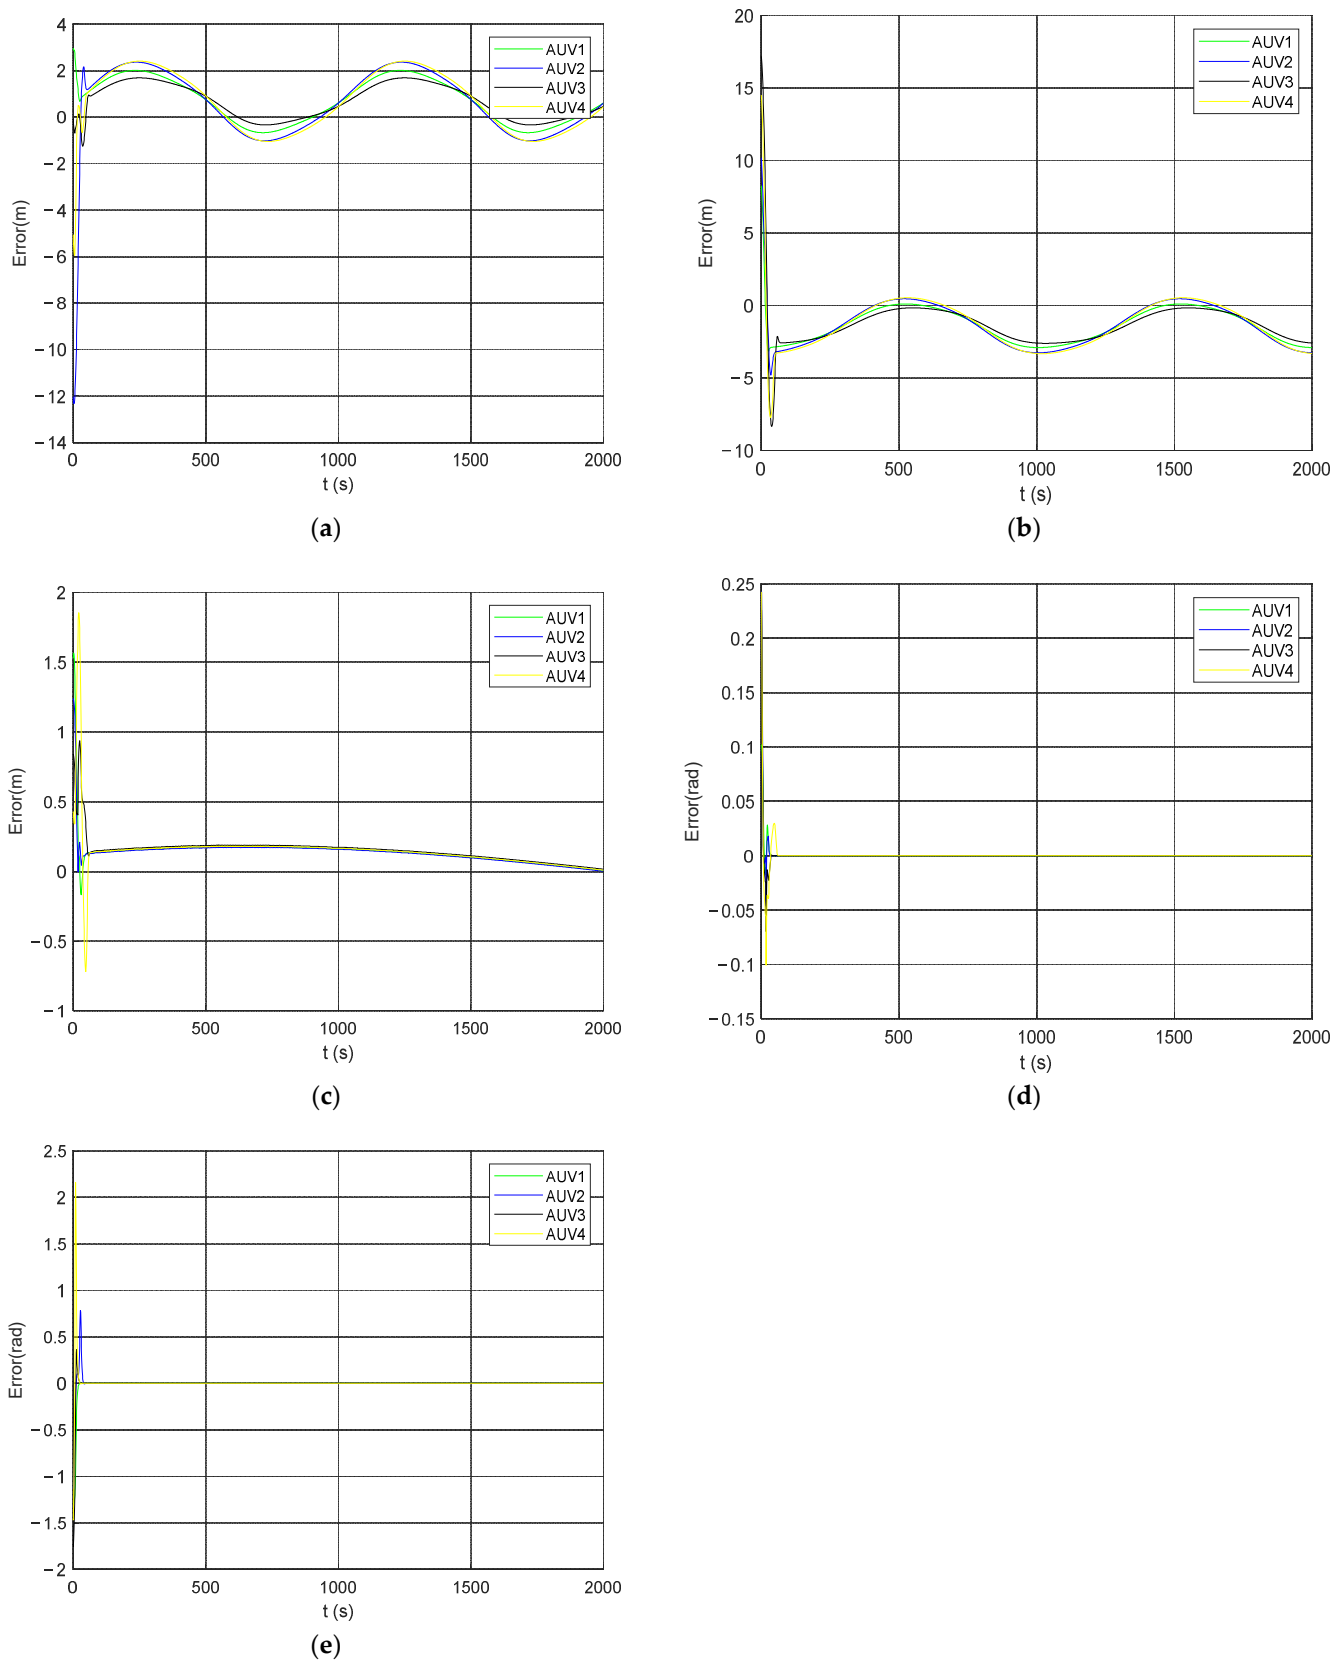 4
2
0
−2
−4
−6
−8
−10
−12
−14
Error(m)
0 500 1000 1500 2000
t (s)
AUV1
AUV2
AUV3
AUV4
(a)
20
15
10
5
0
−5
−10
Error(m)
0 500 1000 1500 2000
t (s)
AUV1
AUV2
AUV3
AUV4
(b)
2
1.5
1
0.5
0
−0.5
−1
Error(m)
0 500 1000 1500 2000
t (s)
AUV1
AUV2
AUV3
AUV4
(c)
0.25
0.2
0.15
0.1
0.05
0
−0.05
−0.1
−0.15
Error(rad)
0 500 1000 1500 2000
t (s)
AUV1
AUV2
AUV3
AUV4
(d)
2.5
2
1.5
1
0.5
0
−0.5
−1
−1.5
−2
Error(rad)
0 500 1000 1500 2000
t (s)
AUV1
AUV2
AUV3
AUV4
(e)